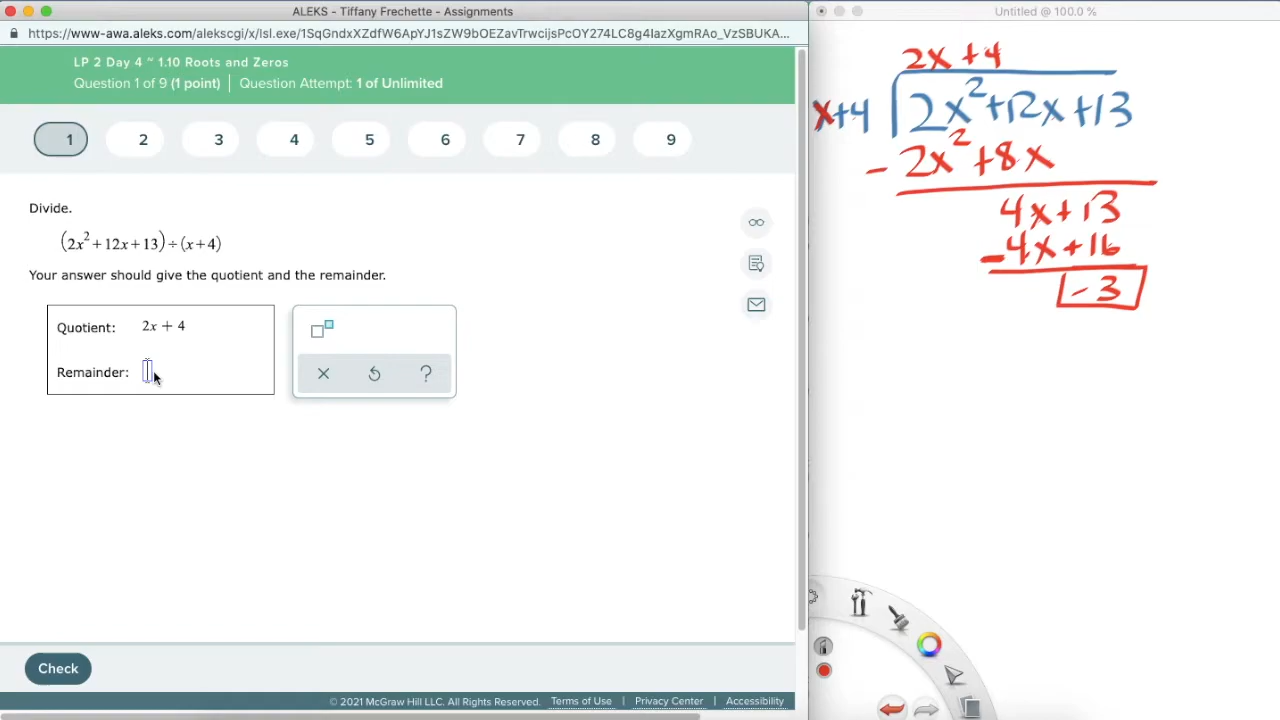 ALEKS - Tiffany Frechette - Assignments
https://www-awa.aleks.com/alekscgi/x/lsl.exe/1SqGndxXZdfW6ApYJ1sZW9bOEZavTrwcijsPcOY274LC8g4IazXgmRAo_VzSBUKA...
LP 2 Day 4 ~ 1.10 Roots and Zeros
Question 1 of 9 (1 point) | Question Attempt: 1 of Unlimited
1 2 3 4 5 6 7 8 9
Divide.
(2x²+12x+13)÷(x+4)
Your answer should give the quotient and the remainder.
Quotient: 2x + 4
Remainder:
× ?
Check
© 2021 McGraw Hill LLC. All Rights Reserved. Terms of Use | Privacy Center | Accessibility
Untitled @ 100.0 %
2x +4
x+4 2x²+12x+13
- 2x²+8x
4x+13
-4x+16
-3